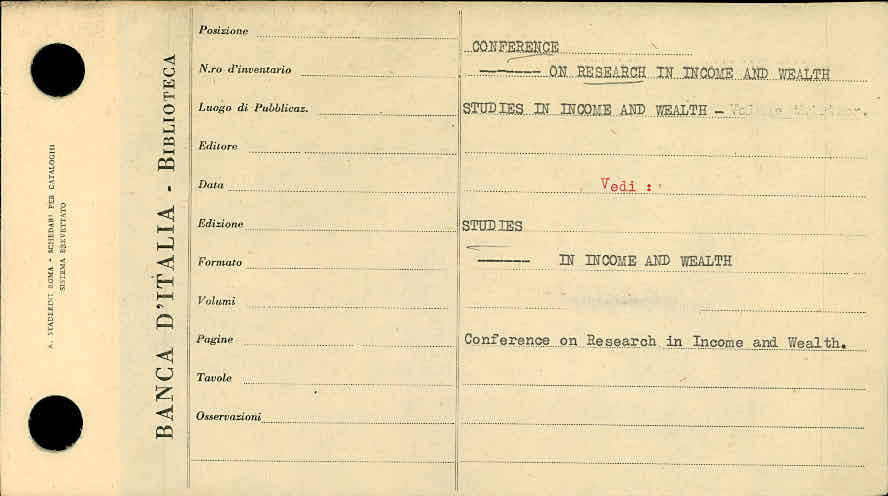 A. STADERINI ROMA - SCHEDARI PER CATALOGHI
SISTEMA BREVETTATO
BANCA D'ITALIA - BIBLIOTECA
Posizione
N.ro d'inventario
Luogo di Pubblicaz.
Editore
Data
Edizione
Formato
Volumi
Pagine
Tavole
Osservazioni
CONFERENCE
------- ON RESEARCH IN INCOME AND WEALTH
STUDIES IN INCOME AND WEALTH -
Vedi :
STUDIES
------ IN INCOME AND WEALTH
Conference on Research in Income and Wealth.